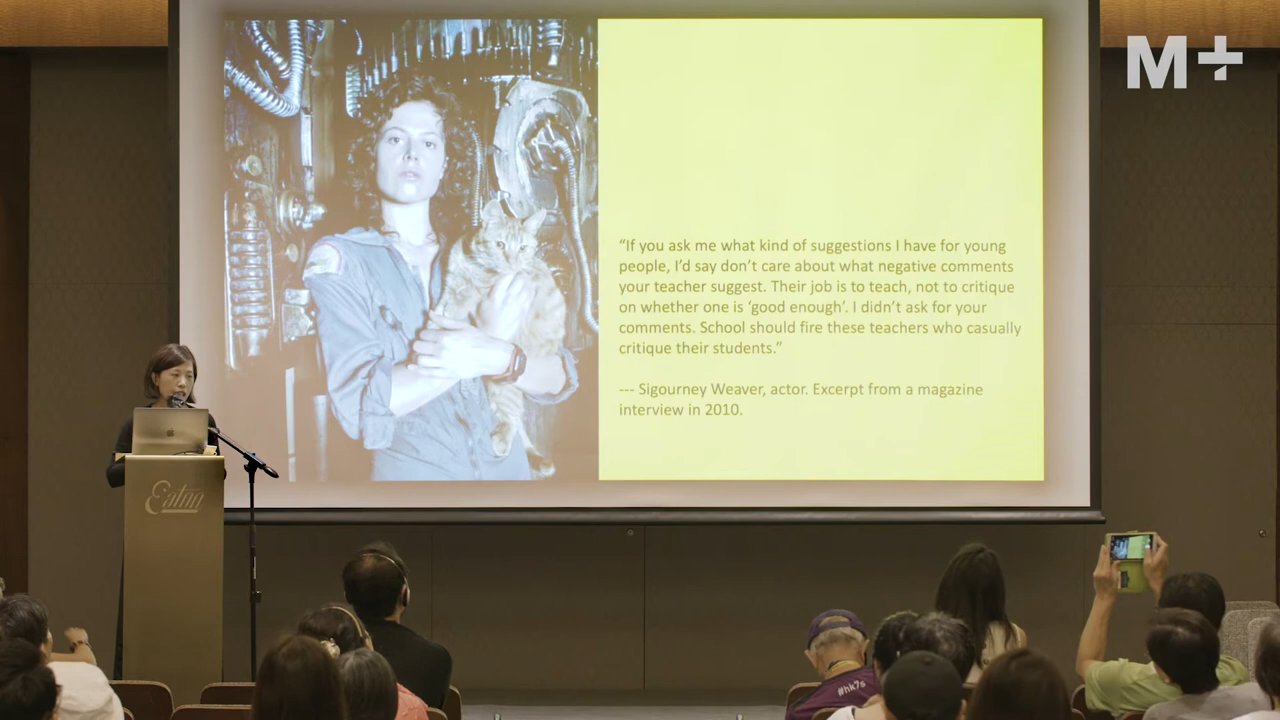 M+
“If you ask me what kind of suggestions I have for young
people, I’d say don’t care about what negative comments
your teacher suggest. Their job is to teach, not to critique
on whether one is ‘good enough’. I didn’t ask for your
comments. School should fire these teachers who casually
critique their students.”
--- Sigourney Weaver, actor. Excerpt from a magazine
interview in 2010.
Eaton
#hk7s